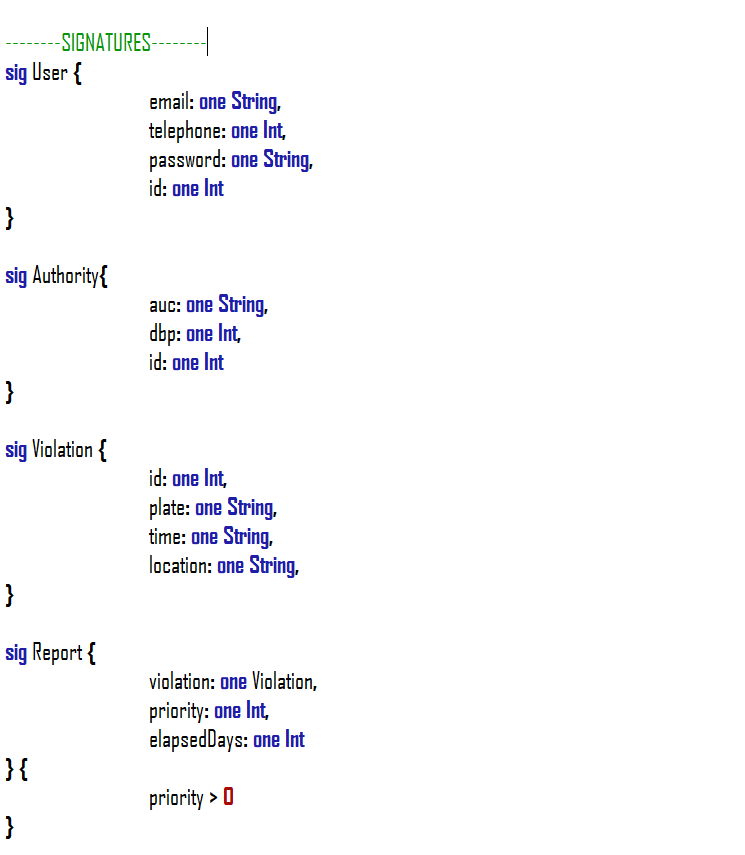 --------SIGNATURES--------
sig User {
email: one String,
telephone: one Int,
password: one String,
id: one Int
}
sig Authority{
auc: one String,
dbp: one Int,
id: one Int
}
sig Violation {
id: one Int,
plate: one String,
time: one String,
location: one String,
}
sig Report {
violation: one Violation,
priority: one Int,
elapsedDays: one Int
} {
priority > 0
}